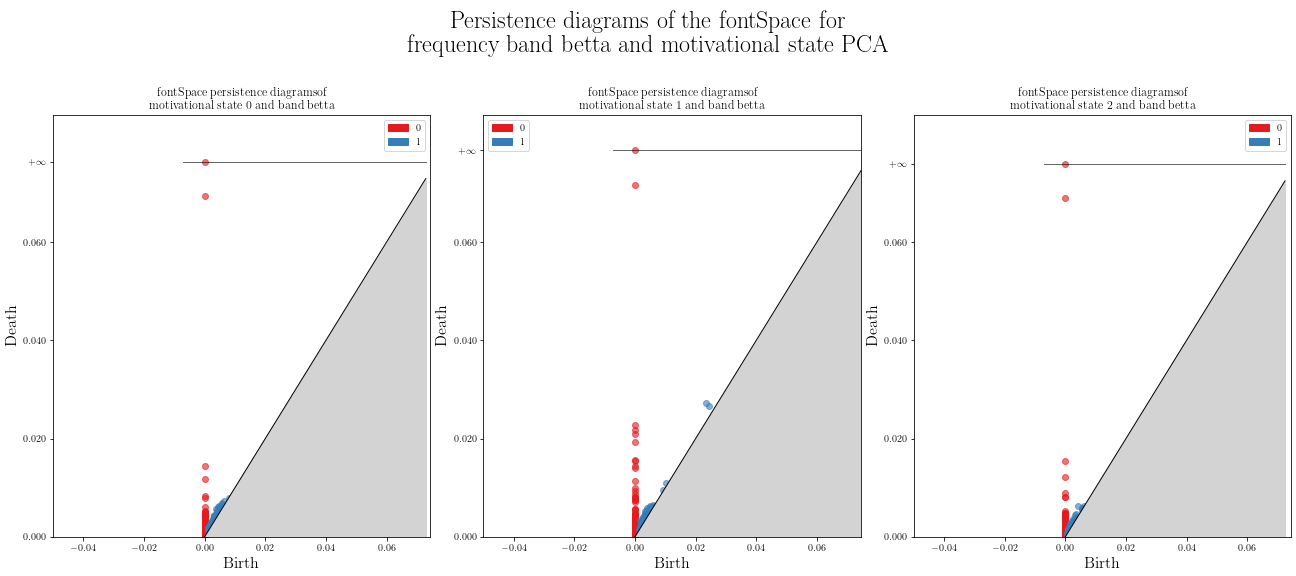 Persistence diagrams of the fontSpace for
frequency band betta and motivational state PCA
fontSpace persistence diagramsof
motivational state 0 and band betta
0
1
+∞
0.060
0.040
0.020
0.000
Death
−0.04 −0.02 0.00 0.02 0.04 0.06
Birth
fontSpace persistence diagramsof
motivational state 1 and band betta
0
1
+∞
0.060
0.040
0.020
0.000
Death
−0.04 −0.02 0.00 0.02 0.04 0.06
Birth
fontSpace persistence diagramsof
motivational state 2 and band betta
0
1
+∞
0.060
0.040
0.020
0.000
Death
−0.04 −0.02 0.00 0.02 0.04 0.06
Birth